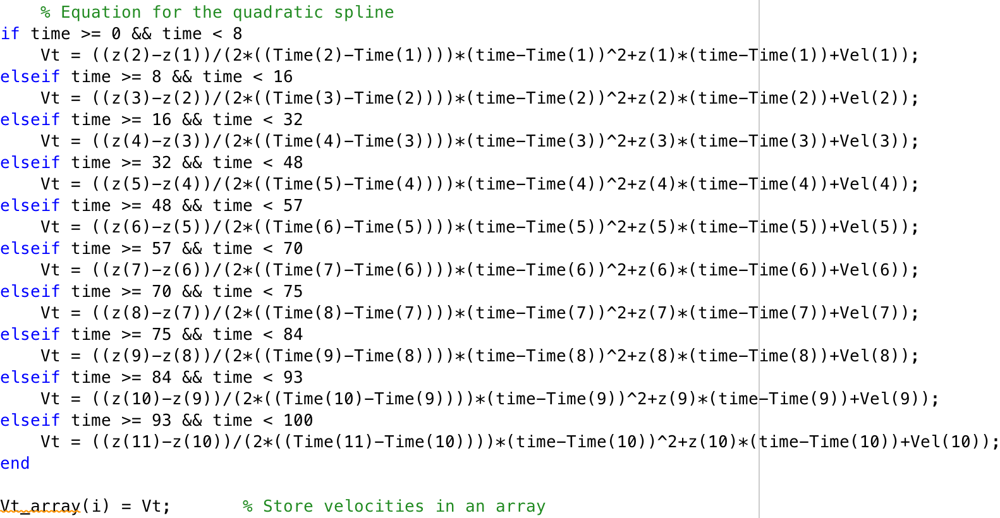 % Equation for the quadratic spline
if time >= 0 && time < 8
Vt = ((z(2)-z(1))/(2*((Time(2)-Time(1))))*(time-Time(1))^2+z(1)*(time-Time(1))+Vel(1));
elseif time >= 8 && time < 16
Vt = ((z(3)-z(2))/(2*((Time(3)-Time(2))))*(time-Time(2))^2+z(2)*(time-Time(2))+Vel(2));
elseif time >= 16 && time < 32
Vt = ((z(4)-z(3))/(2*((Time(4)-Time(3))))*(time-Time(3))^2+z(3)*(time-Time(3))+Vel(3));
elseif time >= 32 && time < 48
Vt = ((z(5)-z(4))/(2*((Time(5)-Time(4))))*(time-Time(4))^2+z(4)*(time-Time(4))+Vel(4));
elseif time >= 48 && time < 57
Vt = ((z(6)-z(5))/(2*((Time(6)-Time(5))))*(time-Time(5))^2+z(5)*(time-Time(5))+Vel(5));
elseif time >= 57 && time < 70
Vt = ((z(7)-z(6))/(2*((Time(7)-Time(6))))*(time-Time(6))^2+z(6)*(time-Time(6))+Vel(6));
elseif time >= 70 && time < 75
Vt = ((z(8)-z(7))/(2*((Time(8)-Time(7))))*(time-Time(7))^2+z(7)*(time-Time(7))+Vel(7));
elseif time >= 75 && time < 84
Vt = ((z(9)-z(8))/(2*((Time(9)-Time(8))))*(time-Time(8))^2+z(8)*(time-Time(8))+Vel(8));
elseif time >= 84 && time < 93
Vt = ((z(10)-z(9))/(2*((Time(10)-Time(9))))*(time-Time(9))^2+z(9)*(time-Time(9))+Vel(9));
elseif time >= 93 && time < 100
Vt = ((z(11)-z(10))/(2*((Time(11)-Time(10))))*(time-Time(10))^2+z(10)*(time-Time(10))+Vel(10));
end
Vt_array(i) = Vt; % Store velocities in an array